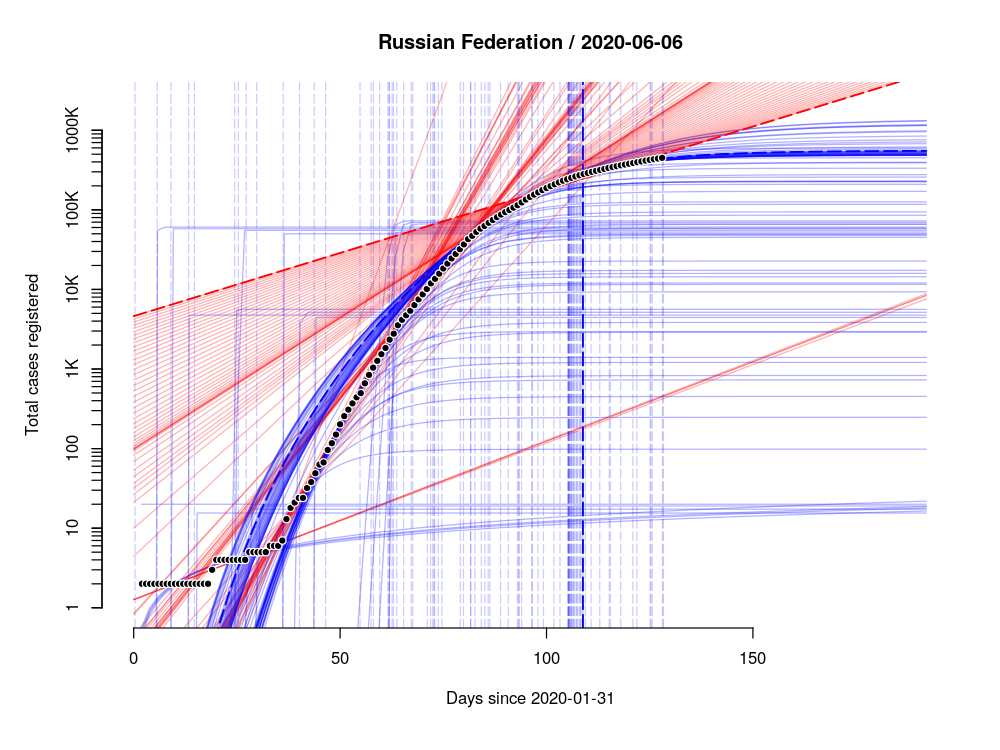 Russian Federation / 2020-06-06
Total cases registered
1000K
100K
10K
1K
100
10
1
0 50 100 150
Days since 2020-01-31